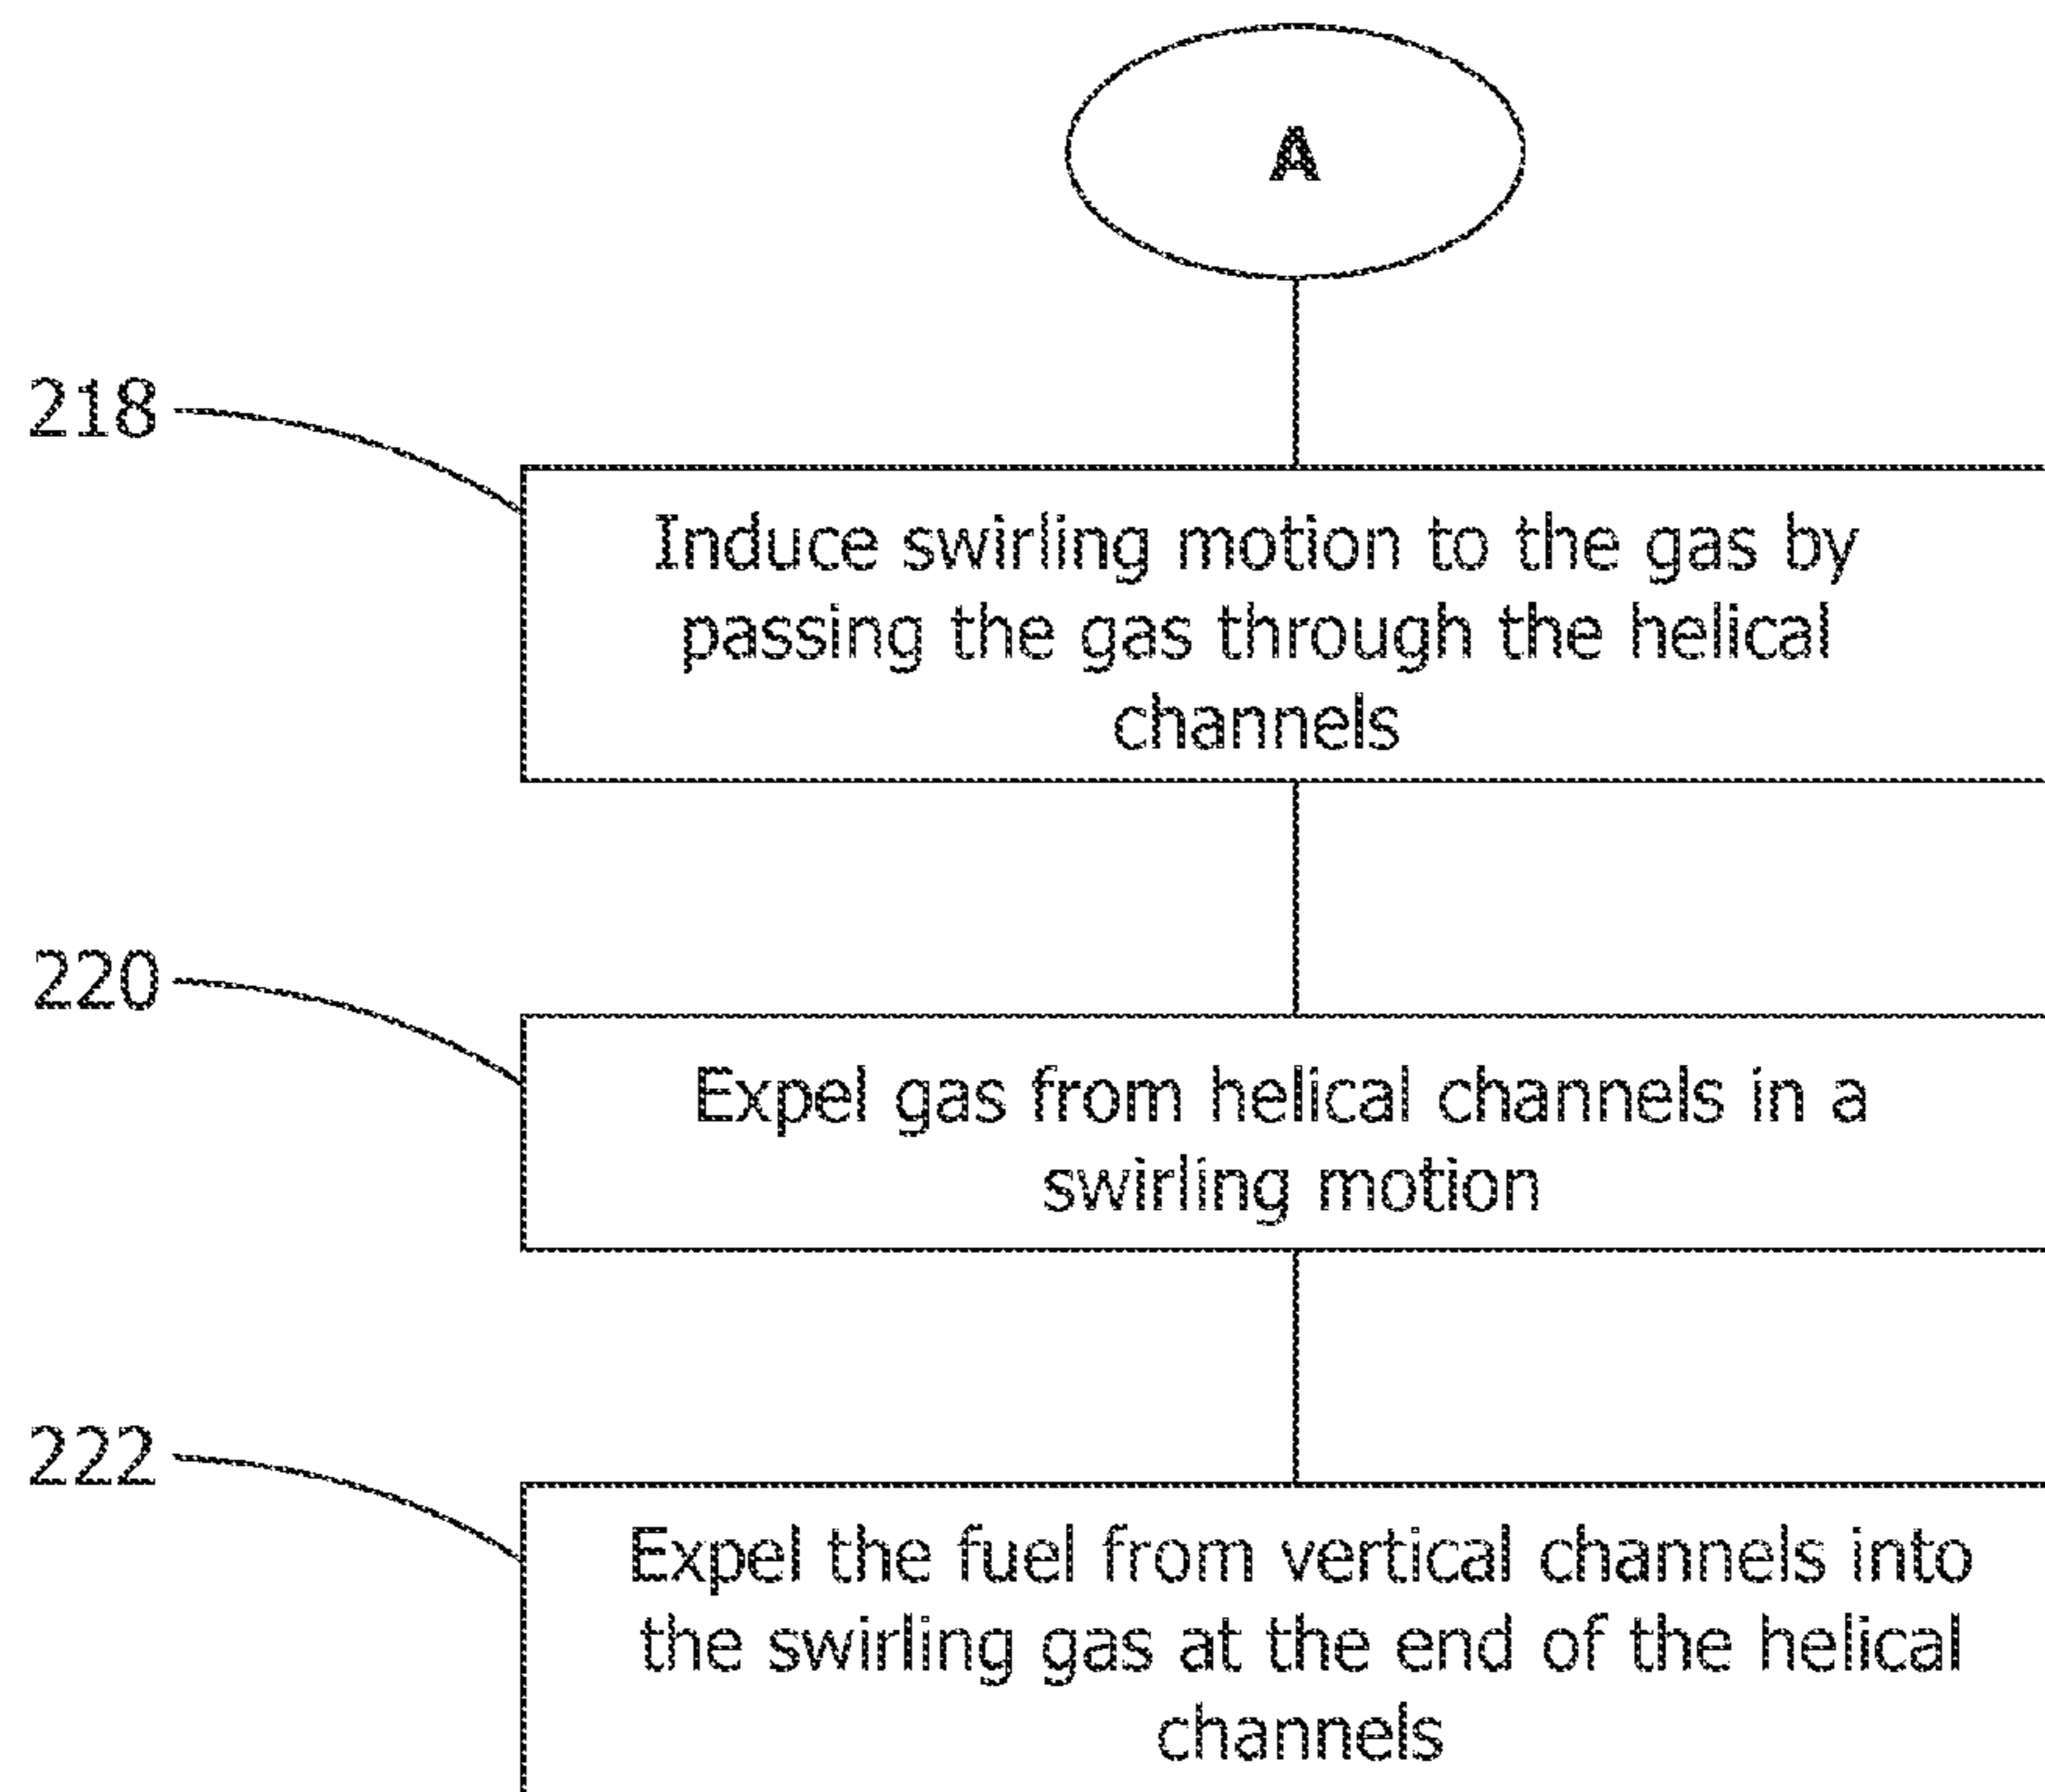 A
218
Induce swirling motion to the gas by
passing the gas through the helical
channels
220
Expel gas from helical channels in a
swirling motion
222
Expel the fuel from vertical channels into
the swirling gas at the end of the helical
channels